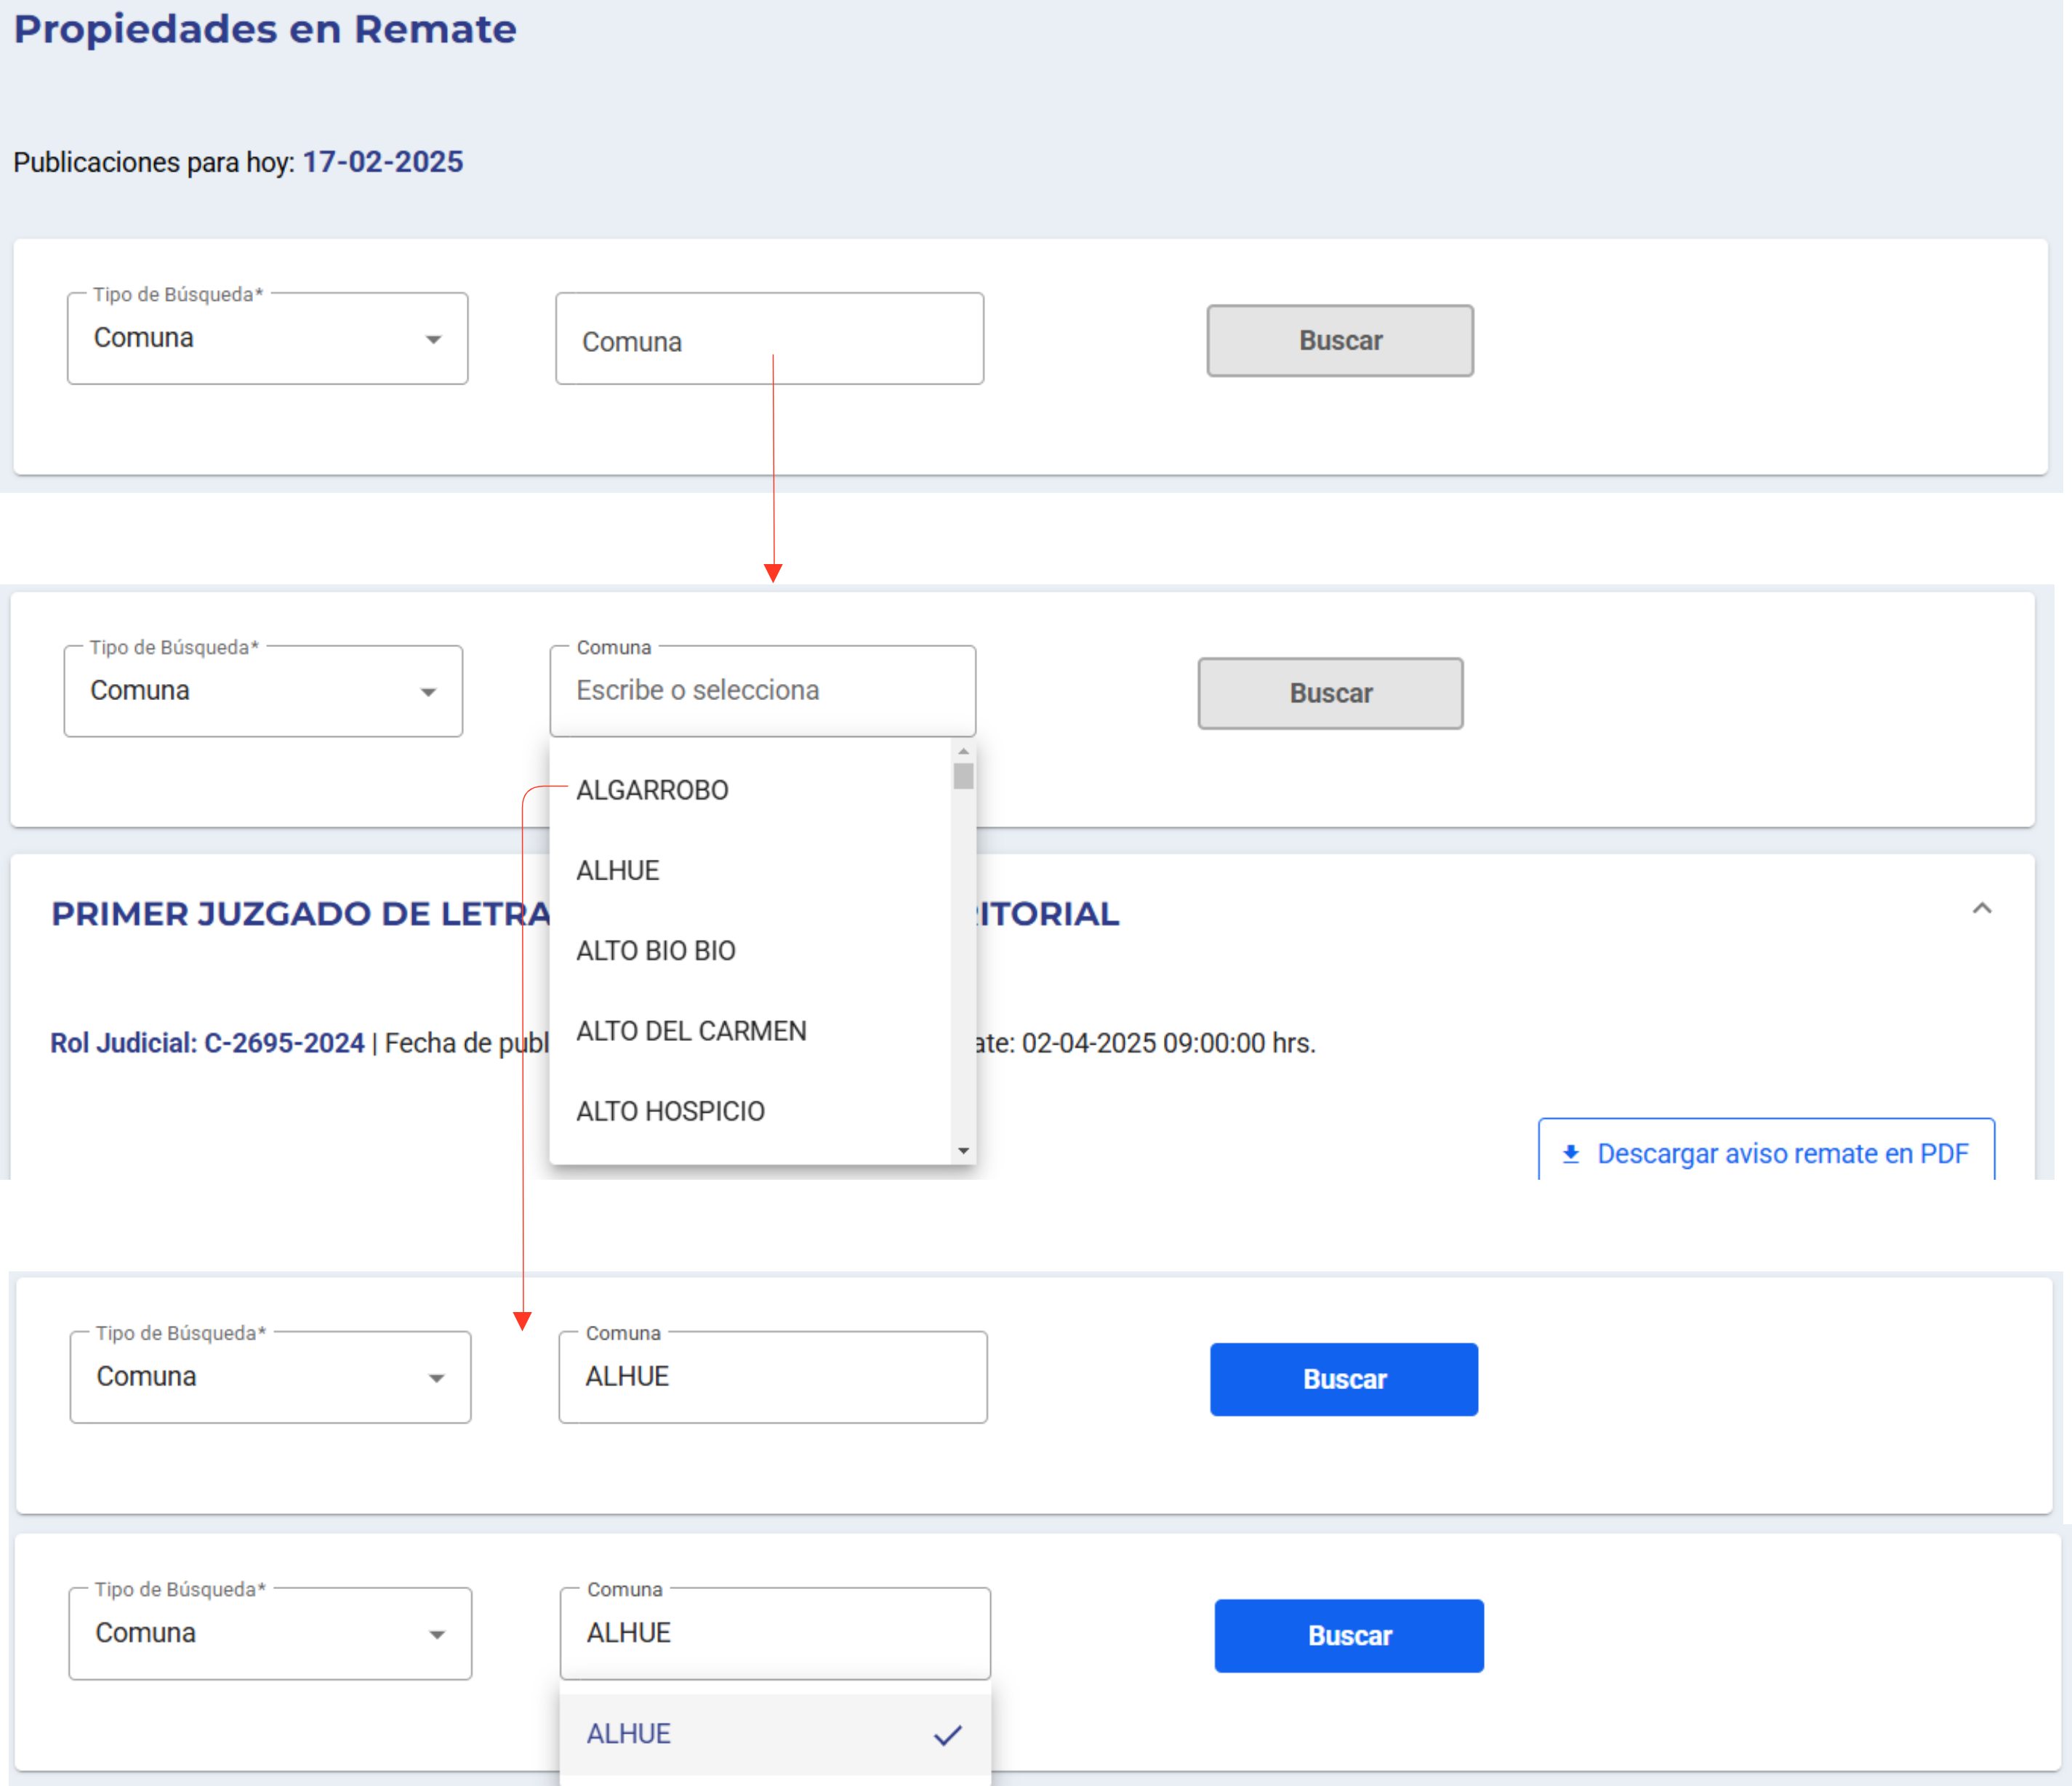 Propiedades en Remate
Publicaciones para hoy: 17-02-2025
Tipo de Búsqueda*
Comuna
Comuna
Buscar
Tipo de Búsqueda*
Comuna
Comuna
Escribe o selecciona
Buscar
ALGARROBO
ALHUE
ALTO BIO BIO
ALTO DEL CARMEN
ALTO HOSPICIO
PRIMER JUZGADO DE LETRA
ITORIAL
Rol Judicial: C-2695-2024 | Fecha de publ
ate: 02-04-2025 09:00:00 hrs.
Descargar aviso remate en PDF
Tipo de Búsqueda*
Comuna
Comuna
ALHUE
Buscar
Tipo de Búsqueda*
Comuna
Comuna
ALHUE
Buscar
ALHUE